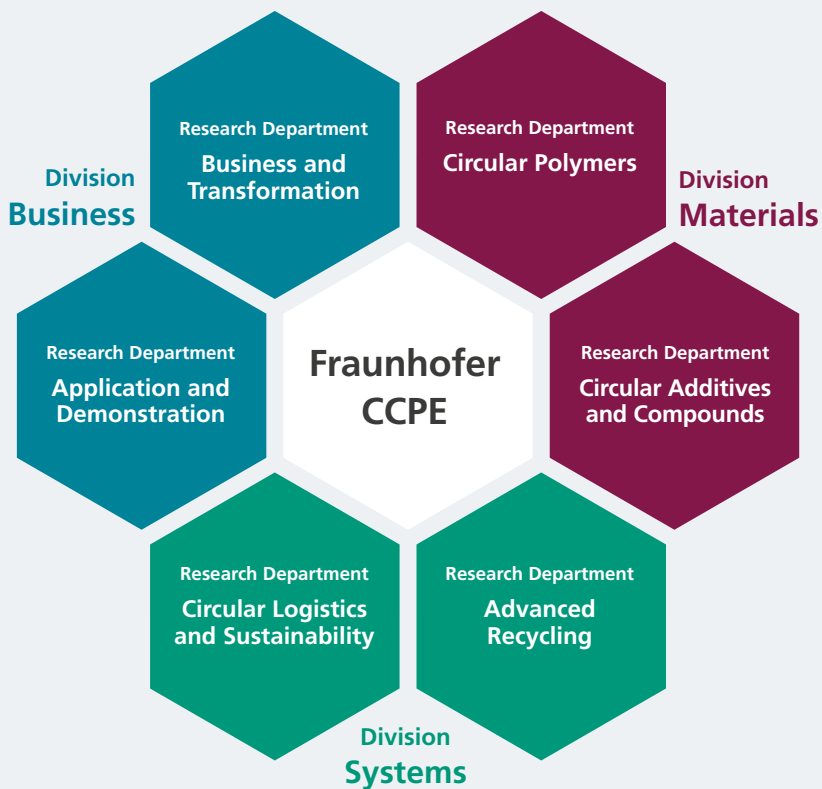 Research Department
Business and
Transformation
Research Department
Circular Polymers
Division
Business
Division
Materials
Research Department
Application and
Demonstration
Fraunhofer
CCPE
Research Department
Circular Additives
and Compounds
Research Department
Circular Logistics
and Sustainability
Research Department
Advanced
Recycling
Division
Systems